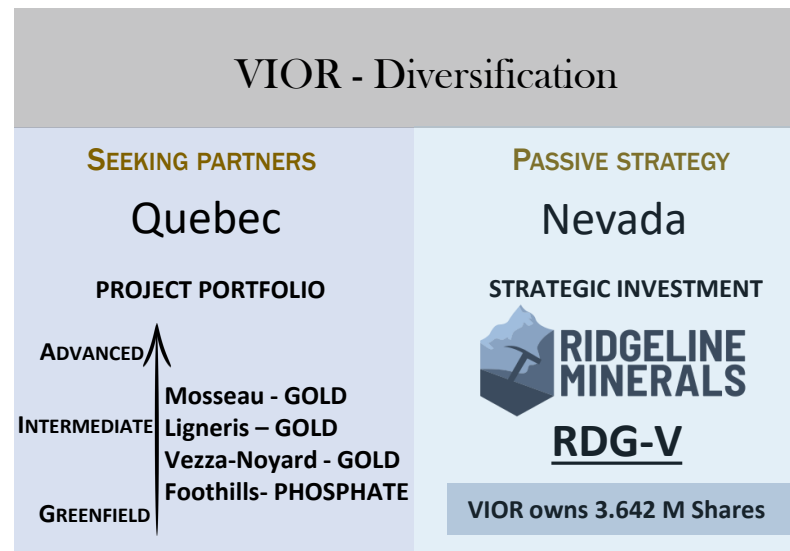 VIOR - Diversification
SEEKING PARTNERS
Quebec
PROJECT PORTFOLIO
ADVANCED
INTERMEDIATE
GREENFIELD
Mosseau - GOLD
Ligneris – GOLD
Vezza-Noyard - GOLD
Foothills- PHOSPHATE
PASSIVE STRATEGY
Nevada
STRATEGIC INVESTMENT
RIDGELINE
MINERALS
RDG-V
VIOR owns 3.642 M Shares